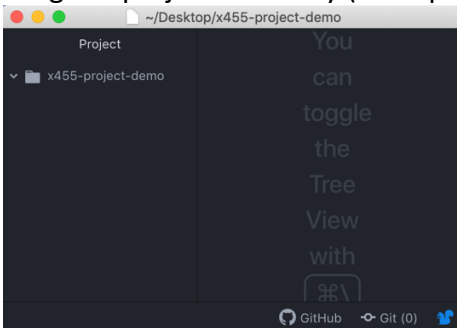 ~/Desktop/x455-project-demo
Project
x455-project-demo
You
can
toggle
the
Tree
View
with
⌘\
GitHub
Git (0)